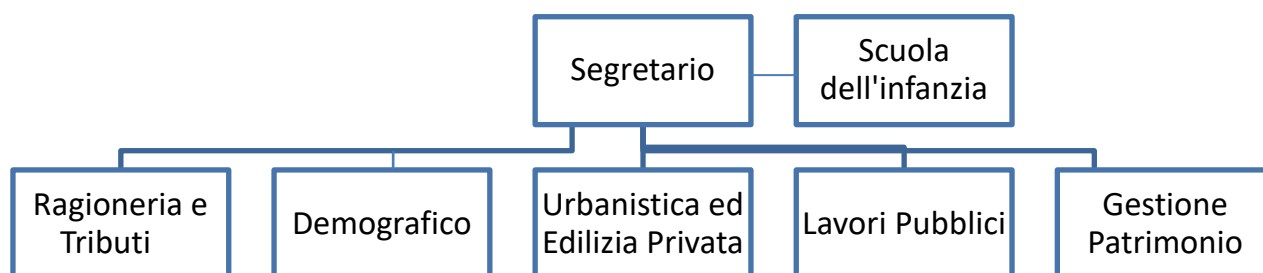 Segretario
Scuola
dell'infanzia
Ragioneria e
Tributi
Demografico
Urbanistica ed
Edilizia Privata
Lavori Pubblici
Gestione
Patrimonio